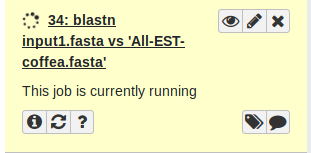 34: blastn
input1.fasta vs 'All-EST-
coffea.fasta'
This job is currently running